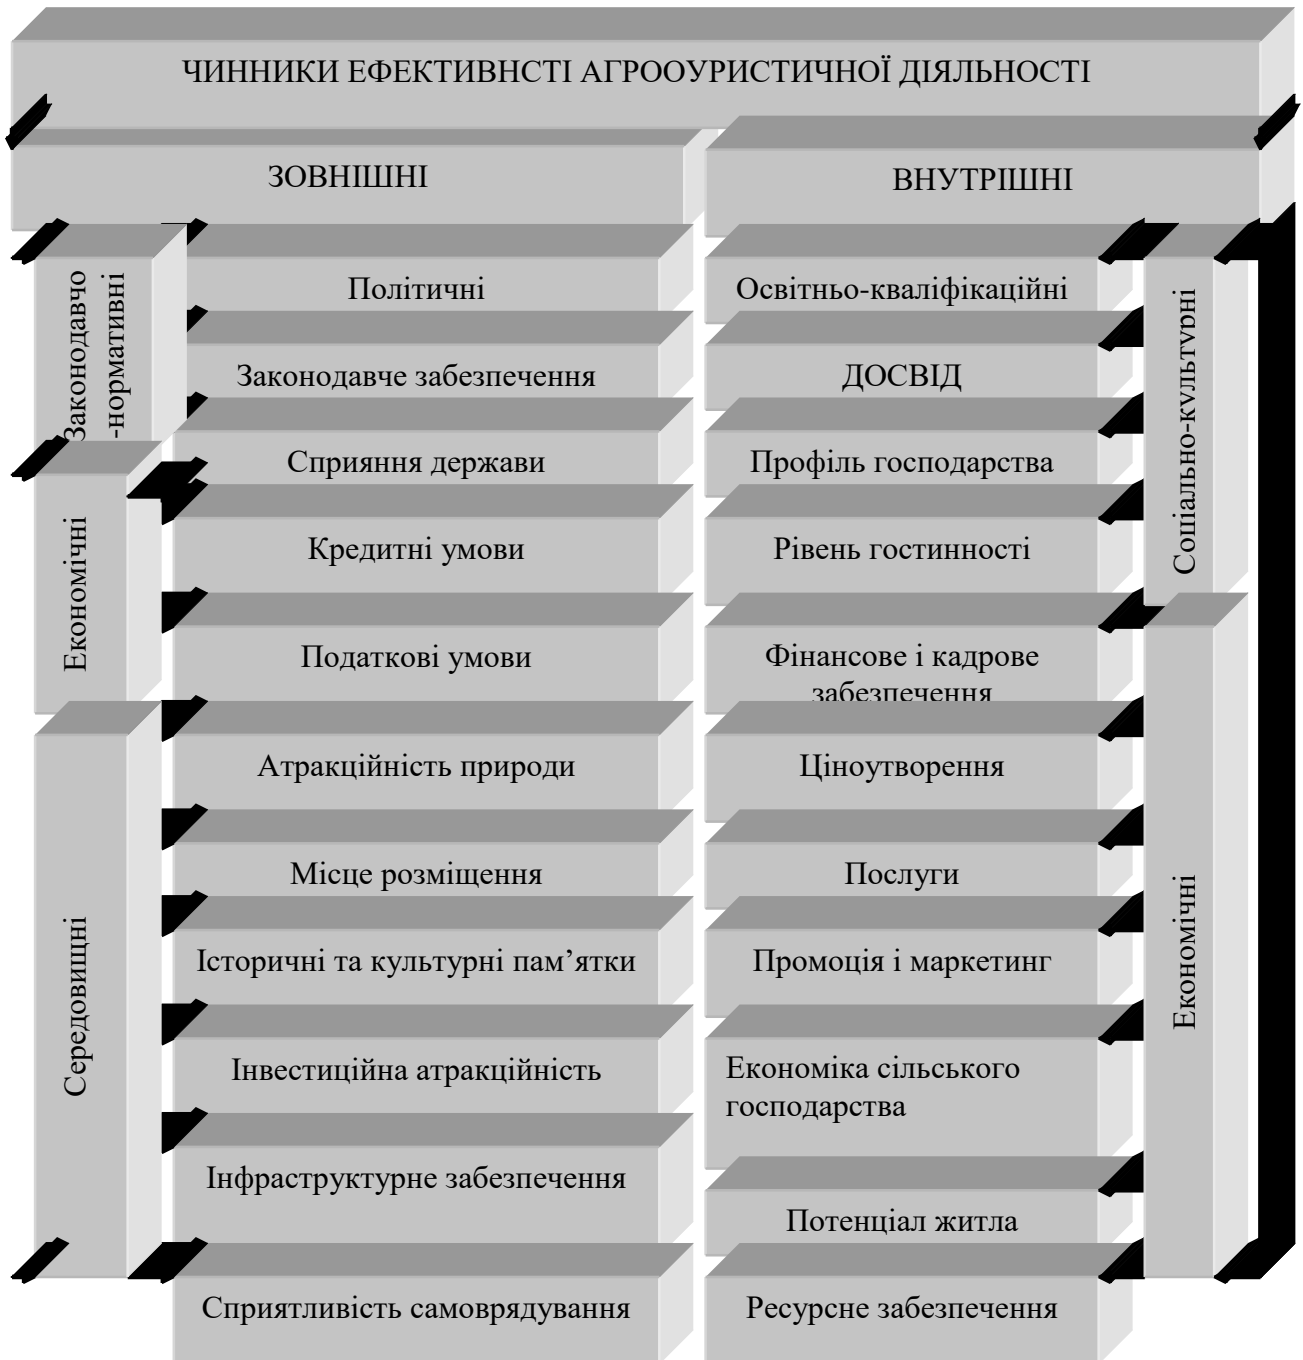 ЧИННИКИ ЕФЕКТИВНСТІ АГРООУРИСТИЧНОЇ ДІЯЛЬНОСТІ
ЗОВНІШНІ
ВНУТРІШНІ
Законодавчо
-нормативні
Економічні
Середовищні
Політичні
Законодавче забезпечення
Сприяння держави
Кредитні умови
Податкові умови
Атракційність природи
Місце розміщення
Історичні та культурні пам’ятки
Інвестиційна атракційність
Інфраструктурне забезпечення
Сприятливість самоврядування
Освітньо-кваліфікаційні
ДОСВІД
Профіль господарства
Рівень гостинності
Фінансове і кадрове
забезпечення
Ціноутворення
Послуги
Промоція і маркетинг
Економіка сільського
господарства
Потенціал житла
Ресурсне забезпечення
Соціально-культурні
Економічні